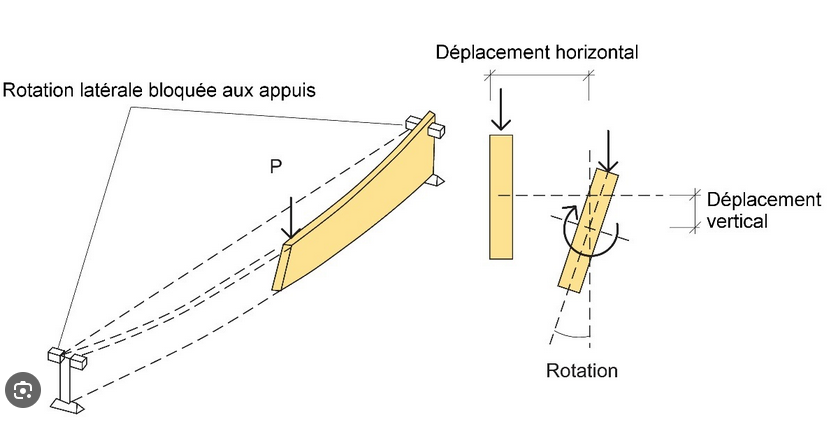 Déplacement horizontal
Rotation latérale bloquée aux appuis
P
Déplacement
vertical
Rotation